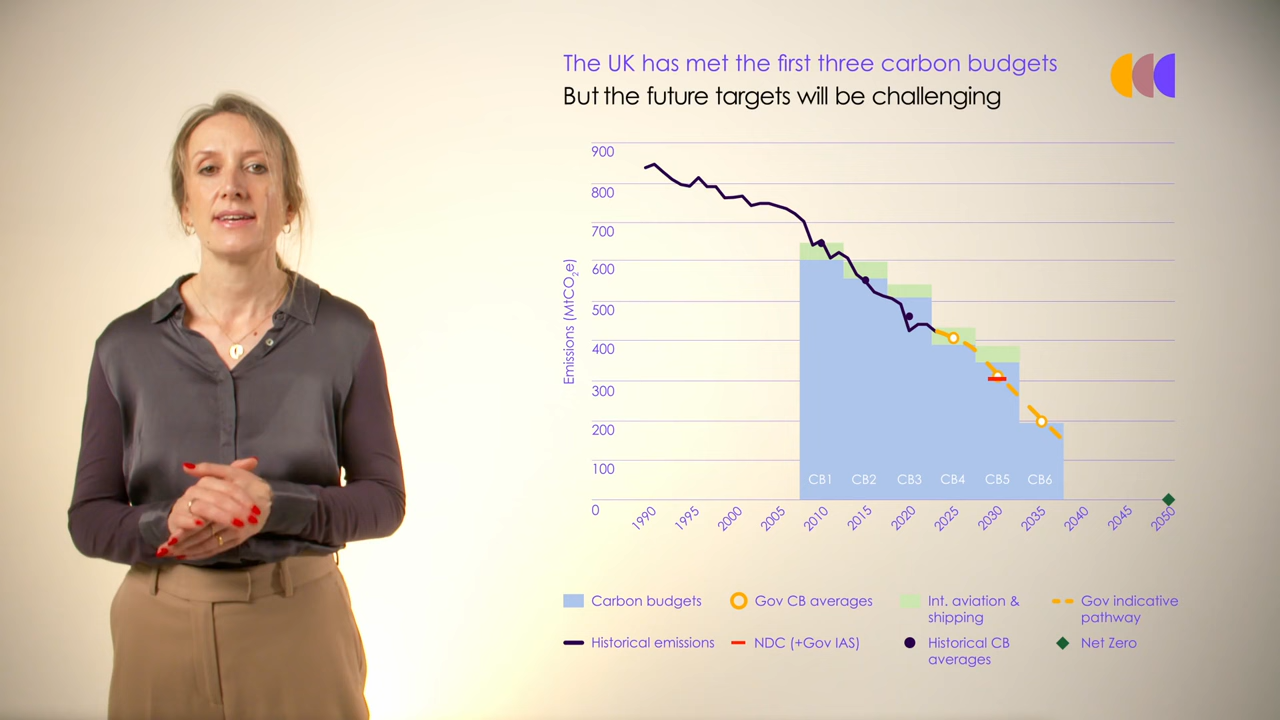 The UK has met the first three carbon budgets
But the future targets will be challenging
900
800
700
600
500
400
300
200
100
0
Emissions (MtCO₂e)
CB1 CB2 CB3 CB4 CB5 CB6
1990 1995 2000 2005 2010 2015 2020 2025 2030 2035 2040 2045 2050
Carbon budgets
Gov CB averages
Int. aviation &
shipping
Gov indicative
pathway
Historical emissions
NDC (+Gov IAS)
Historical CB
averages
Net Zero